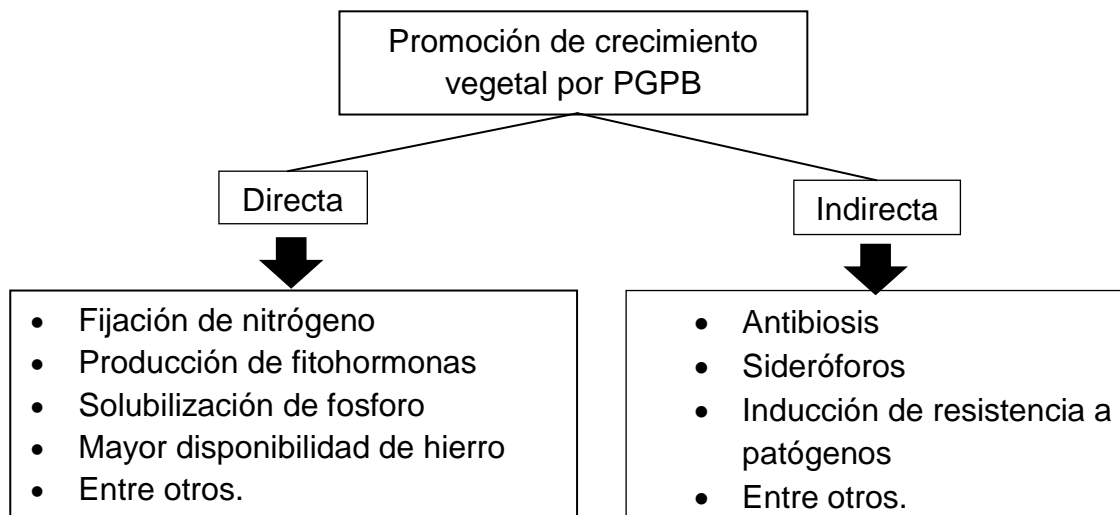 Promoción de crecimiento
vegetal por PGPB
Directa
Indirecta
• Fijación de nitrógeno
• Producción de fitohormonas
• Solubilización de fosforo
• Mayor disponibilidad de hierro
• Entre otros.
• Antibiosis
• Sideróforos
• Inducción de resistencia a
patógenos
• Entre otros.